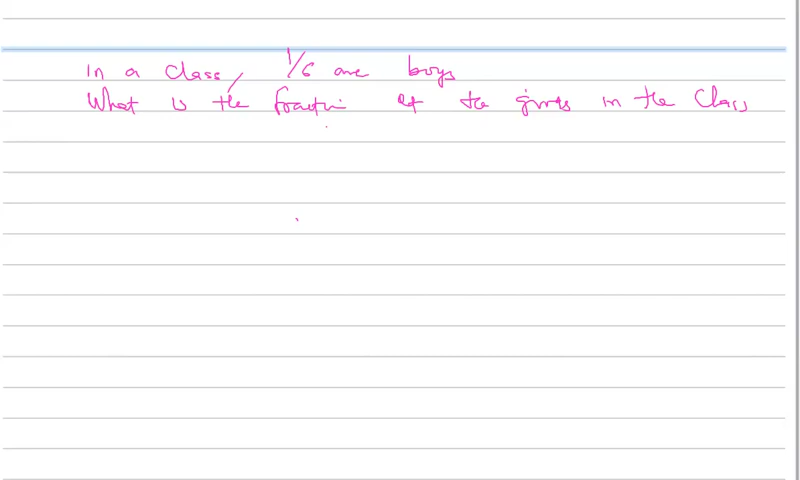 In a class, 1/6 are boys
What is the fraction of the girls in the class